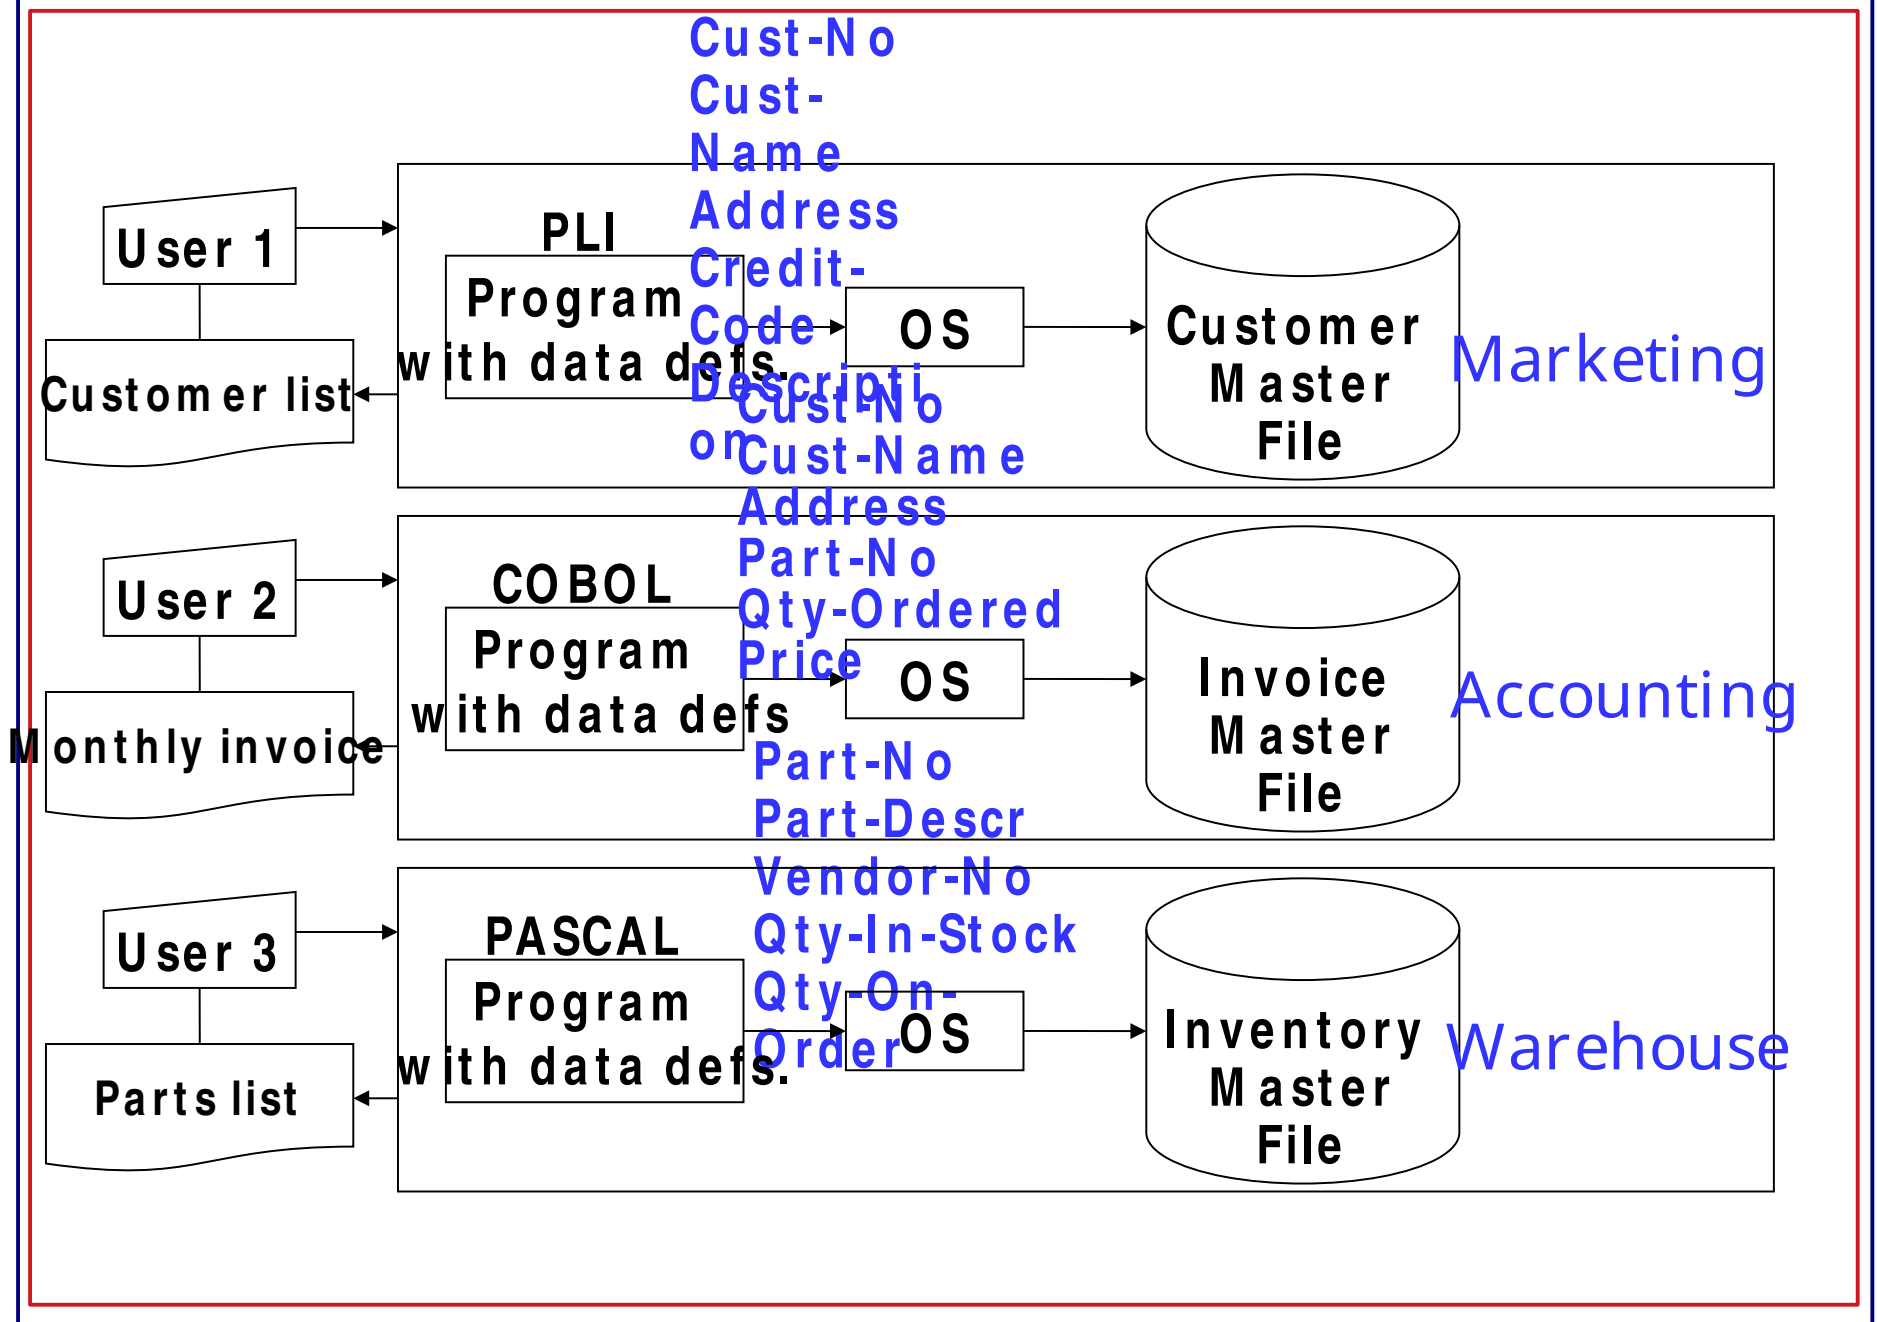 Cust-No
Cust-
Name
Address
Credit-
Code
Descripti
on
User 1
PLI
Program
with data defs.
OS
Customer
Master
File
Marketing
Customer list
Cust-No
Cust-Name
Address
Part-No
Qty-Ordered
Price
User 2
COBOL
Program
with data defs
OS
Invoice
Master
File
Accounting
Monthly invoice
Part-No
Part-Descr
Vendor-No
Qty-In-Stock
Qty-On-
Order
User 3
PASCAL
Program
with data defs.
OS
Inventory
Master
File
Warehouse
Parts list